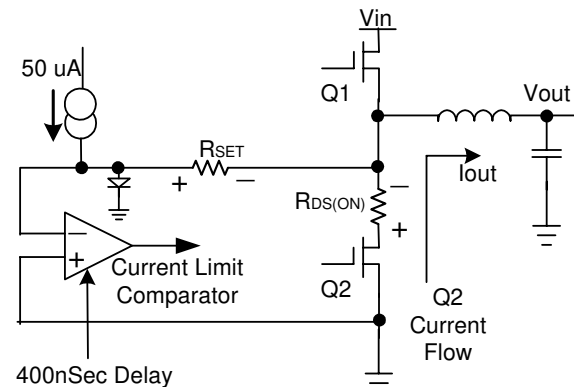 Vin
50 uA
Q1
Vout
RSET
+
−
−
Iout
RDS(ON)
+
−
+
Current Limit
Comparator
Q2
Q2
Current
Flow
400nSec Delay